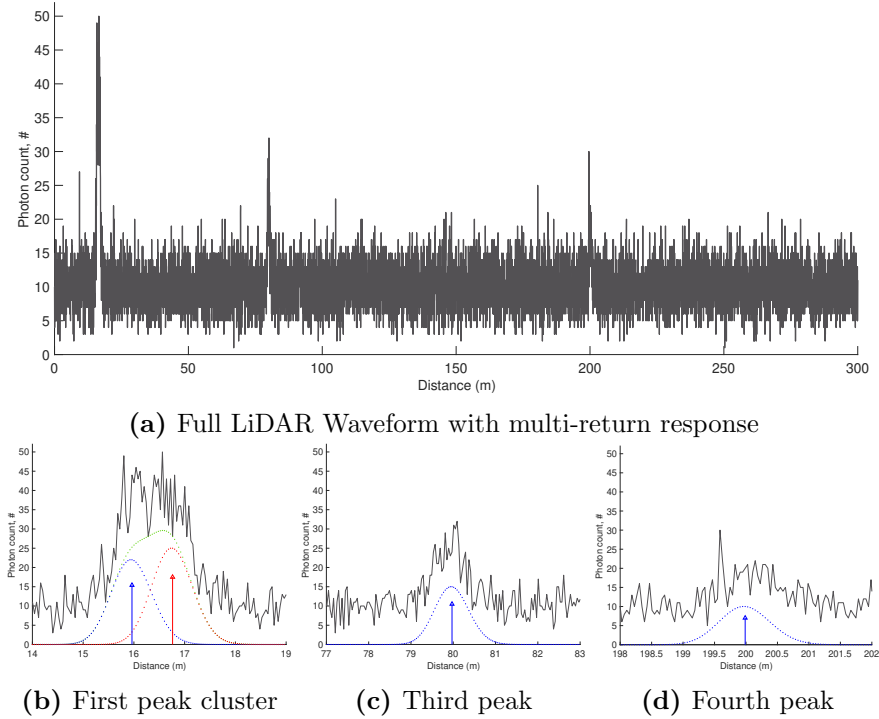 50
45
40
35
30
25
20
15
10
5
0
Photon count, #
0 50 100 150 200 250 300
Distance (m)
(a) Full LiDAR Waveform with multi-return response
50
45
40
35
30
25
20
15
10
5
0
Photon count, #
14 15 16 17 18 19
Distance (m)
(b) First peak cluster
50
45
40
35
30
25
20
15
10
5
0
Photon count, #
77 78 79 80 81 82 83
Distance (m)
(c) Third peak
50
45
40
35
30
25
20
15
10
5
0
Photon count, #
198 198.5 199 199.5 200 200.5 201 201.5 202
Distance (m)
(d) Fourth peak